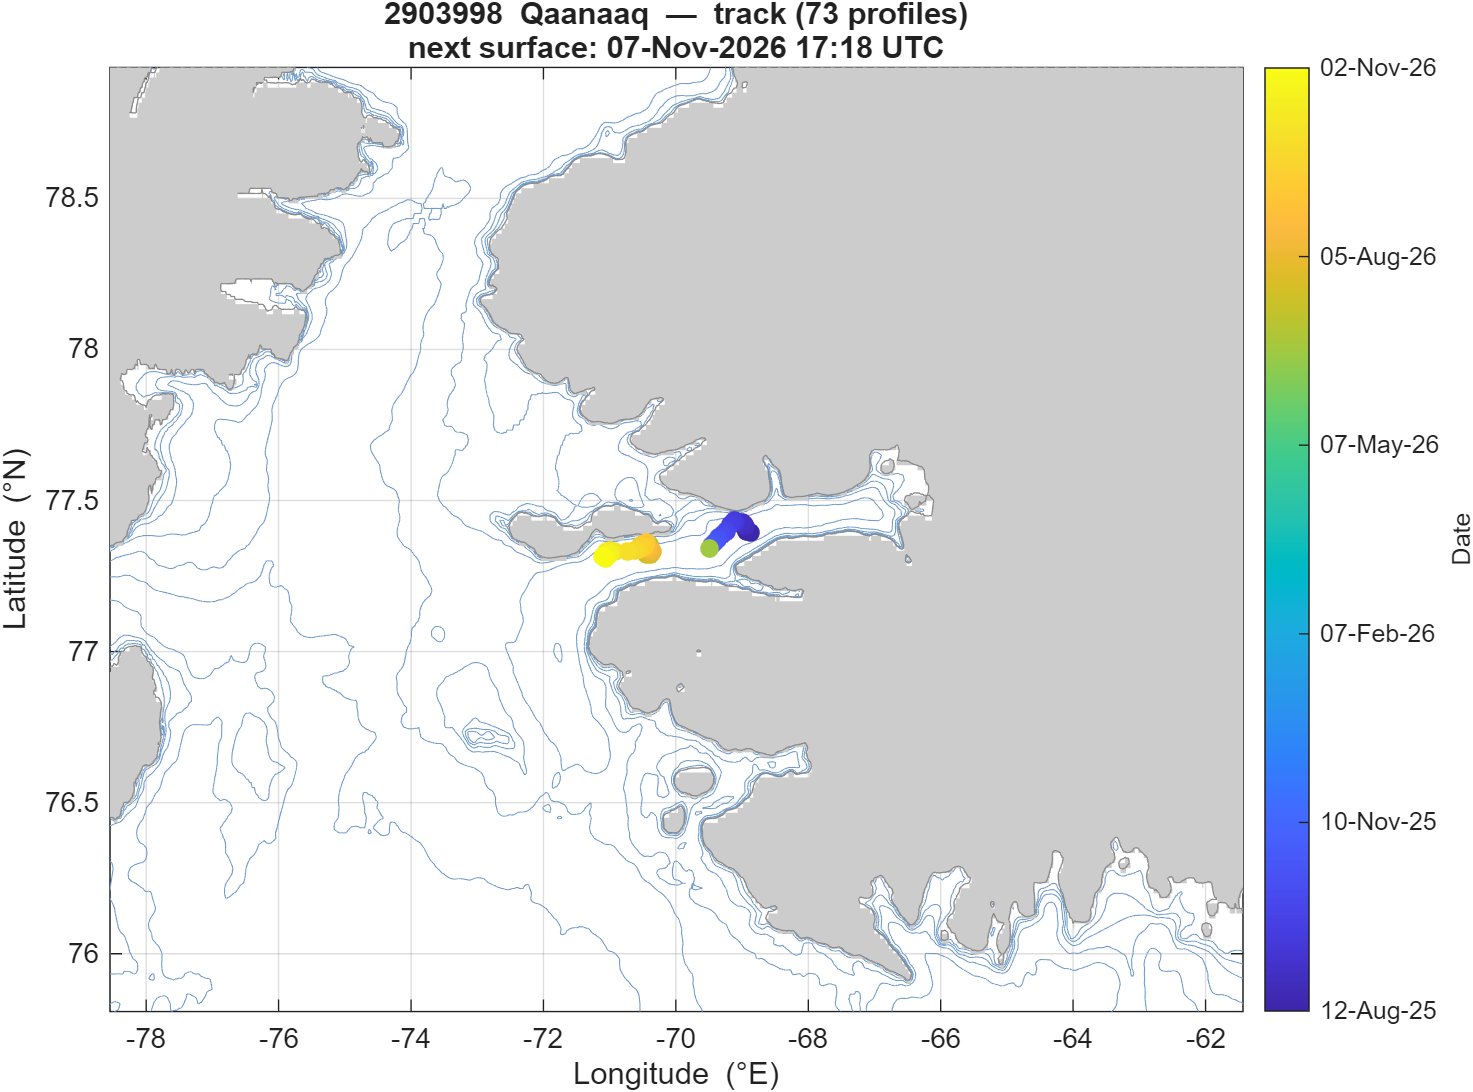 2903998 Qaanaaq — track (73 profiles)
next surface: 07-Nov-2026 17:18 UTC
02-Nov-26
05-Aug-26
07-May-26
07-Feb-26
10-Nov-25
12-Aug-25
Date
78.5
78
77.5
77
76.5
76
Latitude (°N)
-78
-76
-74
-72
-70
-68
-66
-64
-62
Longitude (°E)